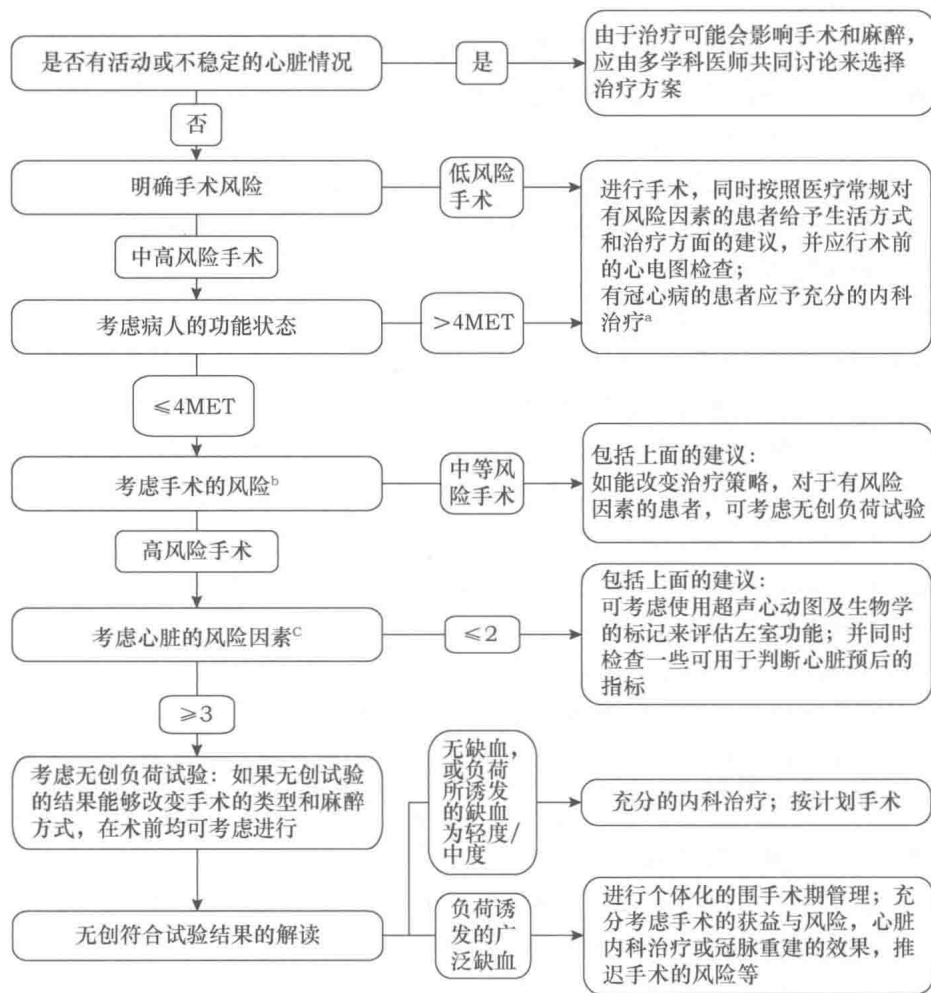 是否有活动或不稳定的心脏情况
是
由于治疗可能会影响手术和麻醉，
应由多学科医师共同讨论来选择
治疗方案
否
明确手术风险
低风险
手术
进行手术，同时按照医疗常规对
有风险因素的患者给予生活方式
和治疗方面的建议，并应行术前
的心电图检查；
有冠心病的患者应予充分的内科
治疗a
中高风险手术
考虑病人的功能状态
>4MET
≤4MET
考虑手术的风险b
中等风
险手术
包括上面的建议：
如能改变治疗策略，对于有风险
因素的患者，可考虑无创负荷试验
高风险手术
考虑心脏的风险因素C
≤2
包括上面的建议：
可考虑使用超声心动图及生物学
的标记来评估左室功能；并同时
检查一些可用于判断心脏预后的
指标
≥3
考虑无创负荷试验：如果无创试验
的结果能够改变手术的类型和麻醉
方式，在术前均可考虑进行
无缺血，
或负荷
所诱发
的缺血
为轻度/
中度
充分的内科治疗；按计划手术
无创符合试验结果的解读
负荷诱
发的广
泛缺血
进行个体化的围手术期管理；充
分考虑手术的获益与风险，心脏
内科治疗或冠脉重建的效果，推
迟手术的风险等